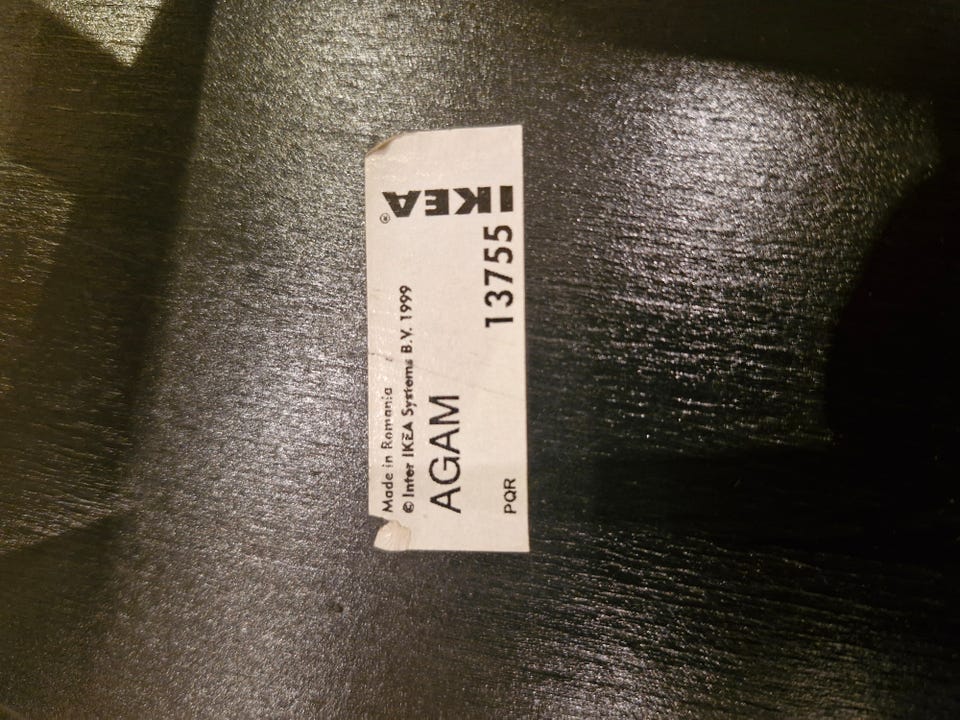 Made in Romania
© Inter IKEA Systems B.V. 1999
AGAM
13755
PQR
IKEA®